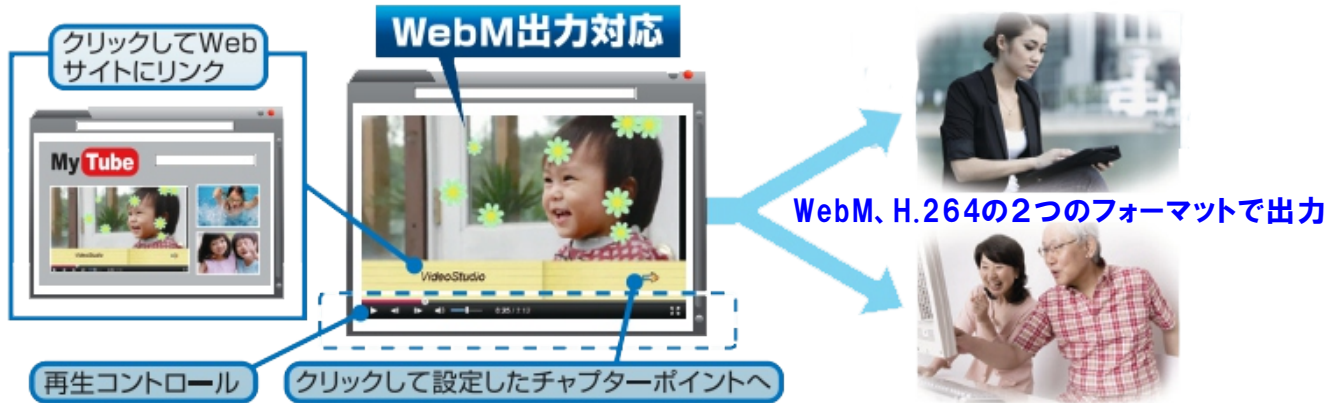 クリックしてWeb
サイトにリンク
WebM出力対応
My Tube
VideoStudio
WebM、H.264の2つのフォーマットで出力
VideoStudio
再生コントロール
クリックして設定したチャプターポイントへ